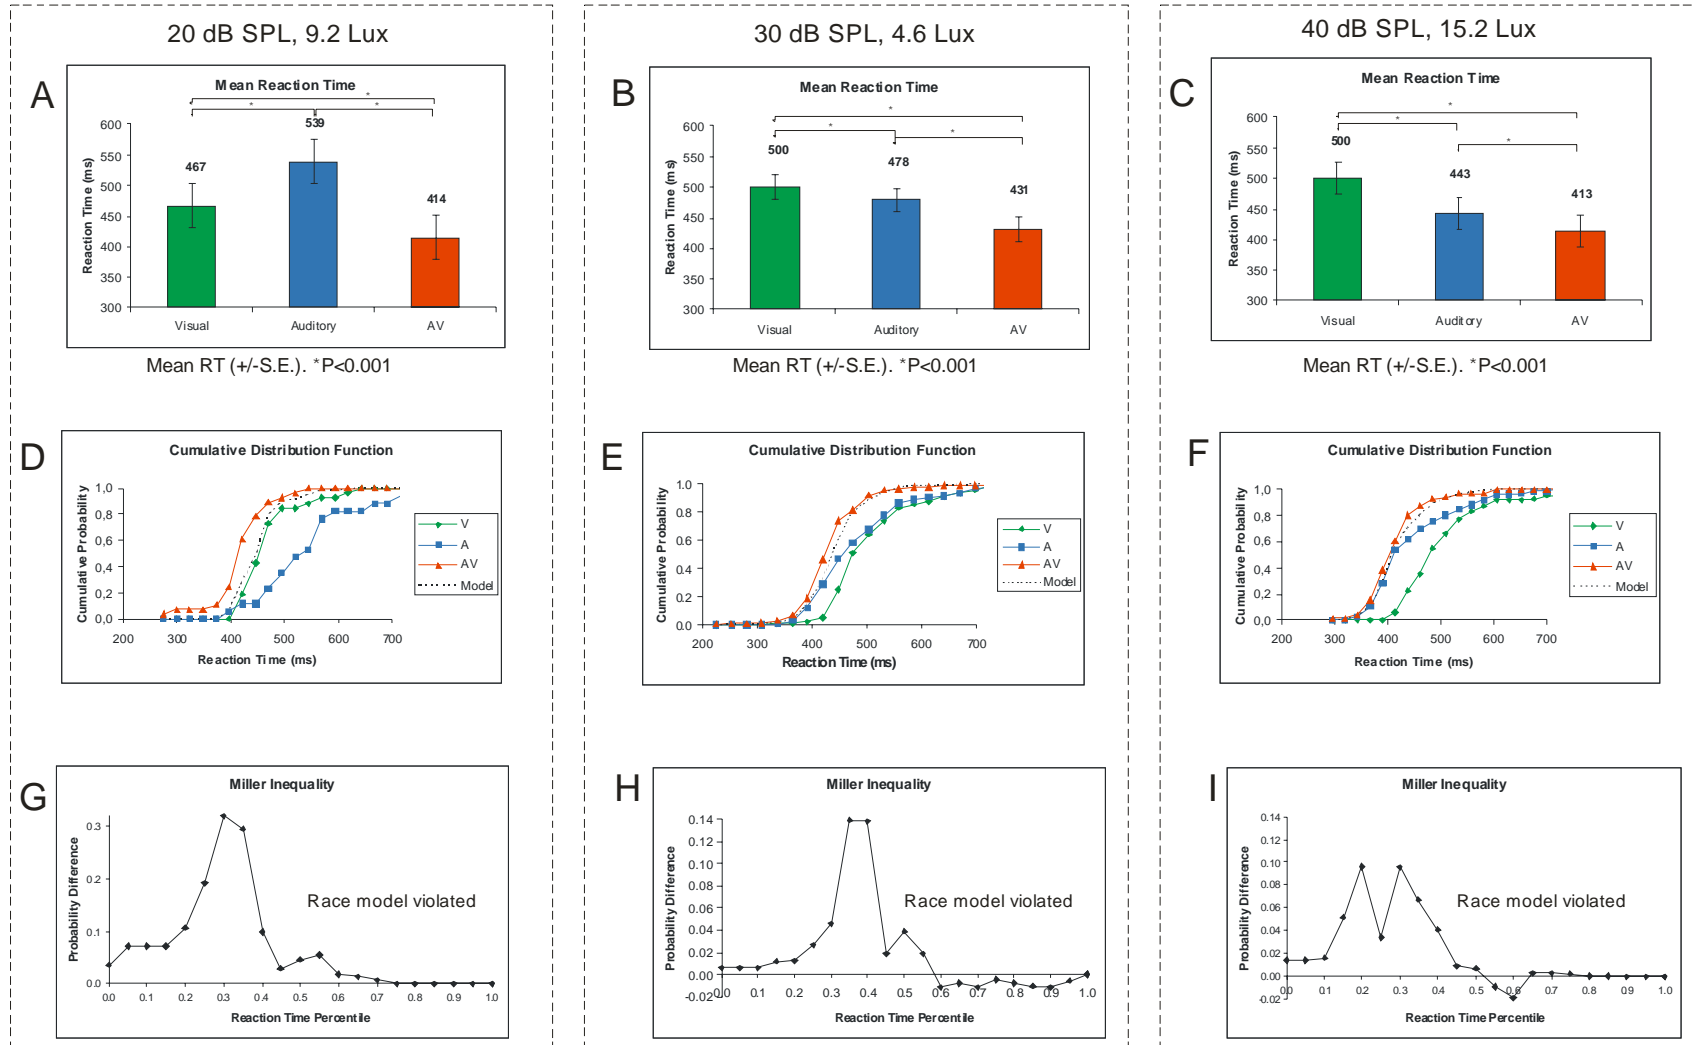 20 dB SPL, 9.2 Lux
A
Mean Reaction Time
* * *
Reaction Time (ms)
600
550
500
450
400
350
300
467
539
414
Visual Auditory AV
Mean RT (+/-S.E.). *P<0.001
D
Cumulative Distribution Function
Cumulative Probability
1,0
0,8
0,6
0,4
0,2
0,0
200 300 400 500 600 700
Reaction Time (ms)
V
A
AV
Model
G
Miller Inequality
Probability Difference
0.3
0.2
0.1
0.0
Race model violated
0.0 0.1 0.2 0.3 0.4 0.5 0.6 0.7 0.8 0.9 1.0
Reaction Time Percentile
30 dB SPL, 4.6 Lux
B
Mean Reaction Time
* * *
Reaction Time (ms)
600
550
500
450
400
350
300
500
478
431
Visual Auditory AV
Mean RT (+/-S.E.). *P<0.001
E
Cumulative Distribution Function
Cumulative Probability
1.0
0.8
0.6
0.4
0.2
0.0
200 300 400 500 600 700
Reaction Time (ms)
V
A
AV
Model
H
Miller Inequality
Probability Difference
0.14
0.12
0.10
0.08
0.06
0.04
0.02
0.00
-0.02
Race model violated
0.0 0.1 0.2 0.3 0.4 0.5 0.6 0.7 0.8 0.9 1.0
Reaction Time Percentile
40 dB SPL, 15.2 Lux
C
Mean Reaction Time
* * *
Reaction Time (ms)
600
550
500
450
400
350
300
500
443
413
Visual Auditory AV
Mean RT (+/-S.E.). *P<0.001
F
Cumulative Distribution Function
Cumulative Probability
1,0
0,8
0,6
0,4
0,2
0,0
200 300 400 500 600 700
Reaction Time (ms)
V
A
AV
Model
I
Miller Inequality
Probability Difference
0.14
0.12
0.10
0.08
0.06
0.04
0.02
0.00
-0.02
Race model violated
0.0 0.1 0.2 0.3 0.4 0.5 0.6 0.7 0.8 0.9 1.0
Reaction Time Percentile